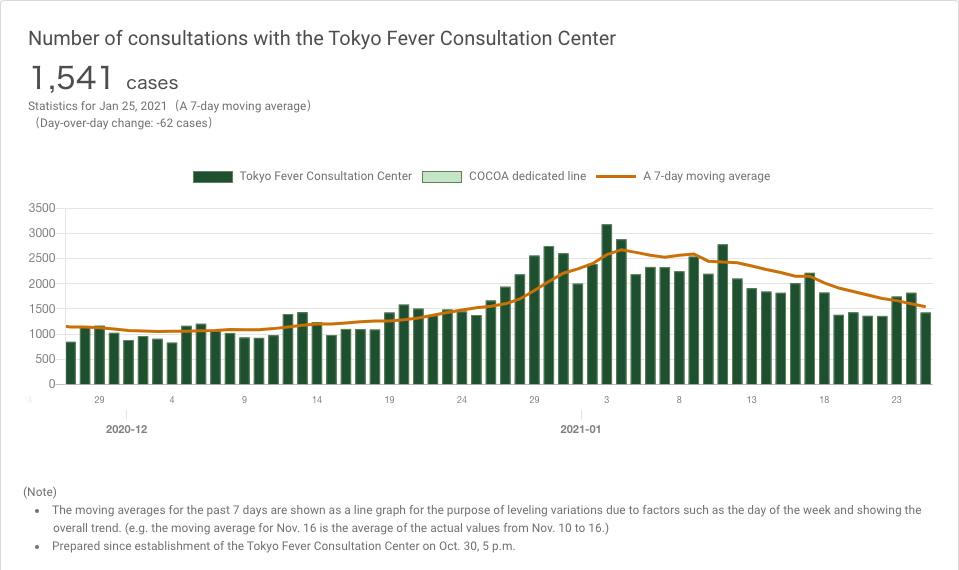 Number of consultations with the Tokyo Fever Consultation Center
1,541 cases
Statistics for Jan 25, 2021 (A 7-day moving average)
(Day-over-day change: -62 cases)
Tokyo Fever Consultation Center COCOA dedicated line A 7-day moving average
3500
3000
2500
2000
1500
1000
500
0
29 4 9 14 19 24 29 3 8 13 18 23
2020-12 2021-01
(Note)
• The moving averages for the past 7 days are shown as a line graph for the purpose of leveling variations due to factors such as the day of the week and showing the
overall trend. (e.g. the moving average for Nov. 16 is the average of the actual values from Nov. 10 to 16.)
• Prepared since establishment of the Tokyo Fever Consultation Center on Oct. 30, 5 p.m.